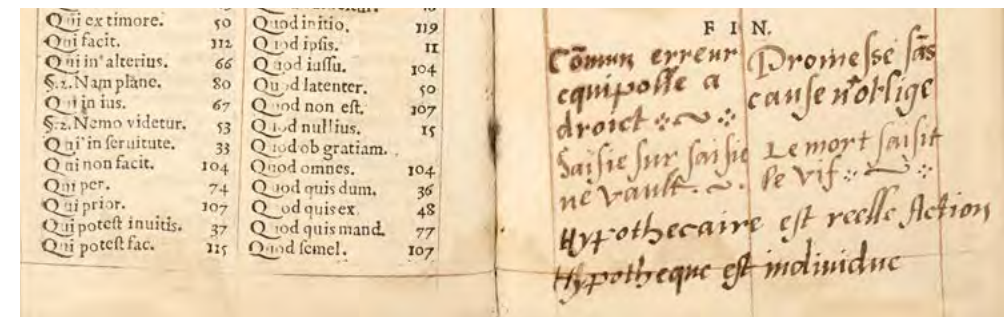 Qui ex timore. 50
Qui facit. 112
Qui in alterius. 66
§.2. Nam plane. 80
Qui in ius. 67
§.2. Nemo videtur. 53
Qui in seruitute. 33
Qui non facit. 104
Qui per. 74
Qui prior. 107
Qui potest inuitis. 37
Qui potest fac. 115
Quod initio. 119
Quod ipsis. 11
Quod iussu. 104
Quod latenter. 50
Quod non est. 107
Quod nullius. 15
Quod ob gratiam.
Quod omnes. 104
Quod quis dum. 36
Quod quis ex 48
Quod quis mand. 77
Quod semel. 107
F I N.
Cōmun erreur
equipolle a
droict
Promesse sās
cause n'oblige
Saisie sur saisie
ne vault.
Le mort saisit
le vif
Hypothecaire est reelle Action
Hypotheque est indiuidue